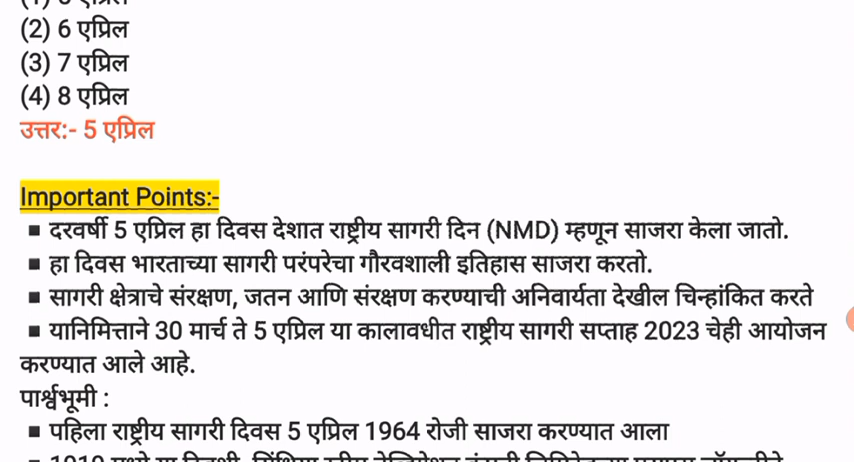 (2) 6 एप्रिल
(3) 7 एप्रिल
(4) 8 एप्रिल
उत्तर:- 5 एप्रिल
Important Points:-
▪ दरवर्षी 5 एप्रिल हा दिवस देशात राष्ट्रीय सागरी दिन (NMD) म्हणून साजरा केला जातो.
▪ हा दिवस भारताच्या सागरी परंपरेचा गौरवशाली इतिहास साजरा करतो.
▪ सागरी क्षेत्राचे संरक्षण, जतन आणि संरक्षण करण्याची अनिवार्यता देखील चिन्हांकित करते
▪ यानिमित्ताने 30 मार्च ते 5 एप्रिल या कालावधीत राष्ट्रीय सागरी सप्ताह 2023 चेही आयोजन
करण्यात आले आहे.
पार्श्वभूमी :
▪ पहिला राष्ट्रीय सागरी दिवस 5 एप्रिल 1964 रोजी साजरा करण्यात आला